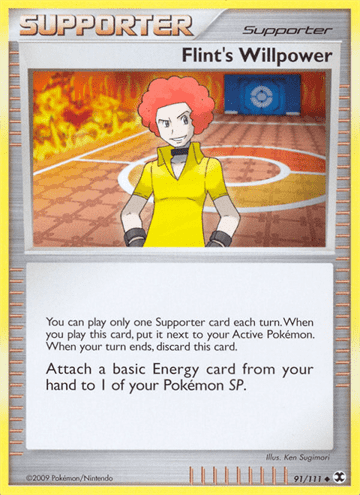 SUPPORTER
Supporter
Flint's Willpower
You can play only one Supporter card each turn. When
you play this card, put it next to your Active Pokémon.
When your turn ends, discard this card.
Attach a basic Energy card from your
hand to 1 of your Pokémon SP.
Illus. Ken Sugimori
©2009 Pokémon/Nintendo
91/111